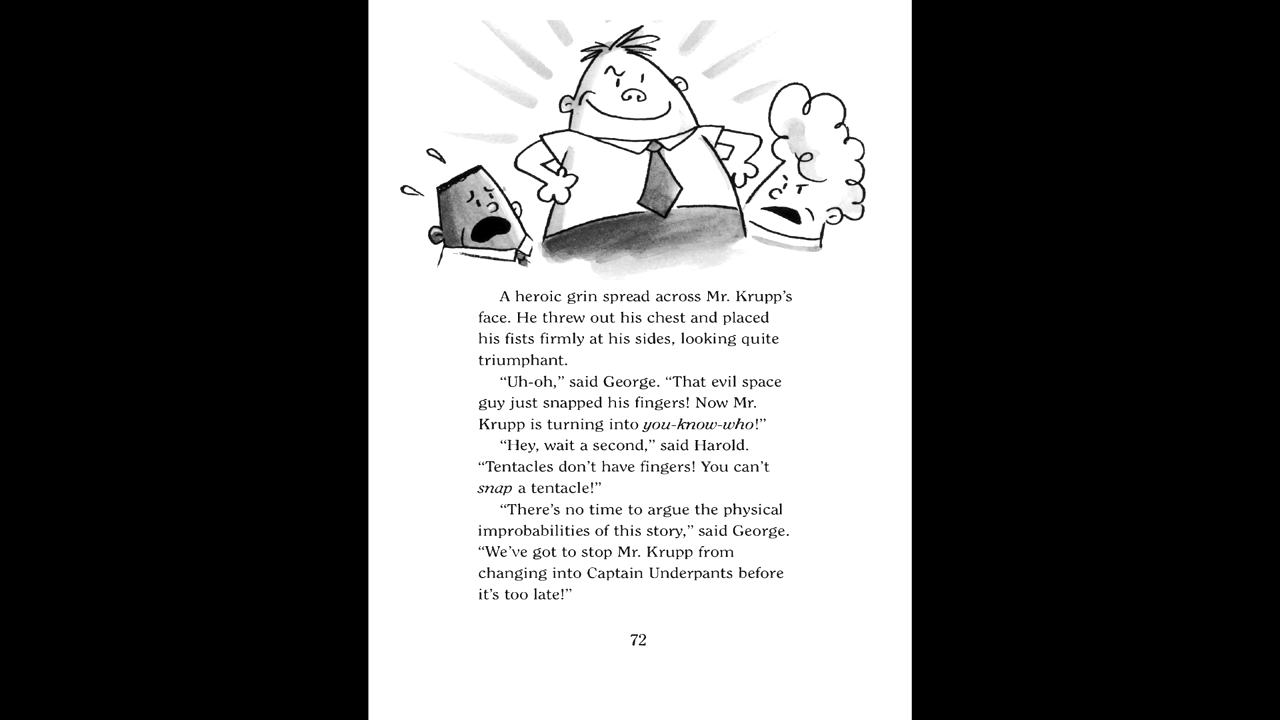 A heroic grin spread across Mr. Krupp’s
face. He threw out his chest and placed
his fists firmly at his sides, looking quite
triumphant.
“Uh-oh,” said George. “That evil space
guy just snapped his fingers! Now Mr.
Krupp is turning into you-know-who!”
“Hey, wait a second,” said Harold.
“Tentacles don’t have fingers! You can’t
snap a tentacle!”
“There’s no time to argue the physical
improbabilities of this story,” said George.
“We’ve got to stop Mr. Krupp from
changing into Captain Underpants before
it’s too late!”
72